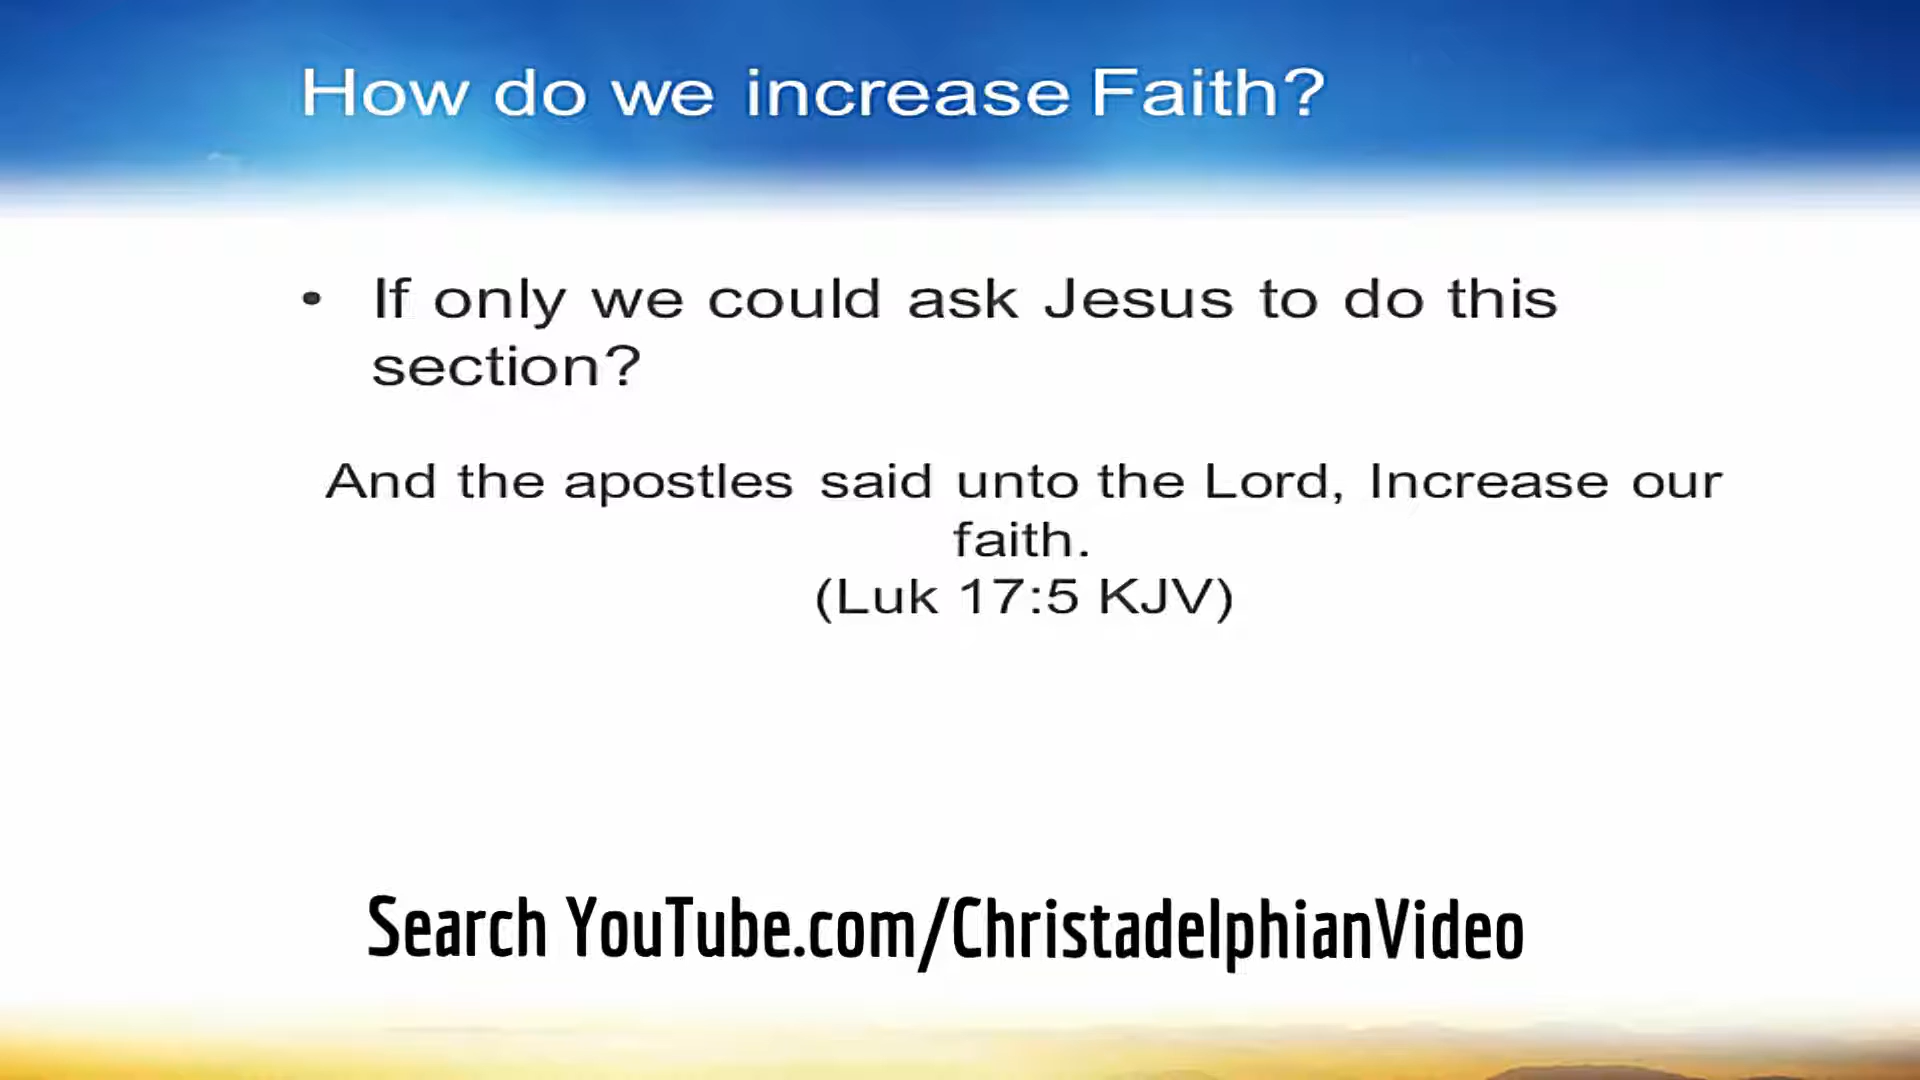 How do we increase Faith?
• If only we could ask Jesus to do this
section?
And the apostles said unto the Lord, Increase our
faith.
(Luk 17:5 KJV)
Search YouTube.com/ChristadelphianVideo